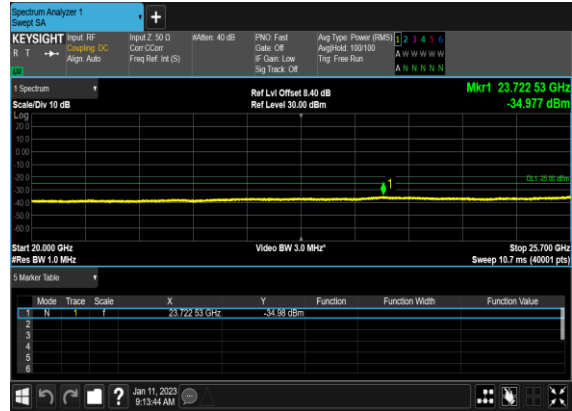 Spectrum Analyzer 1
Swept SA
+
KEYSIGHT
R T
Input: RF
Coupling: DC
Align: Auto
Input Z: 50 Ω
Corr CCorr
Freq Ref: Int (S)
#Atten: 40 dB
PNO: Fast
Gate: Off
IF Gain: Low
Sig Track: Off
Avg Type: Power (RMS)
Avg|Hold: 100/100
Trig: Free Run
1 2 3 4 5 6
A W W W W W
A N N N N N
1 Spectrum
Scale/Div 10 dB
Ref Lvl Offset 8.40 dB
Ref Level 30.00 dBm
Mkr1 23.722 53 GHz
-34.977 dBm
Log
20.0
10.0
0.00
-10.0
-20.0
-30.0
-40.0
-50.0
-60.0
1
Start 20.000 GHz
#Res BW 1.0 MHz
Video BW 3.0 MHz*
Stop 25.700 GHz
Sweep 10.7 ms (40001 pts)
5 Marker Table
Mode Trace Scale X Y Function Function Width Function Value
1 N 1 f 23.722 53 GHz -34.98 dBm
2
3
4
5
6
Jan 11, 2023
9:13:44 AM